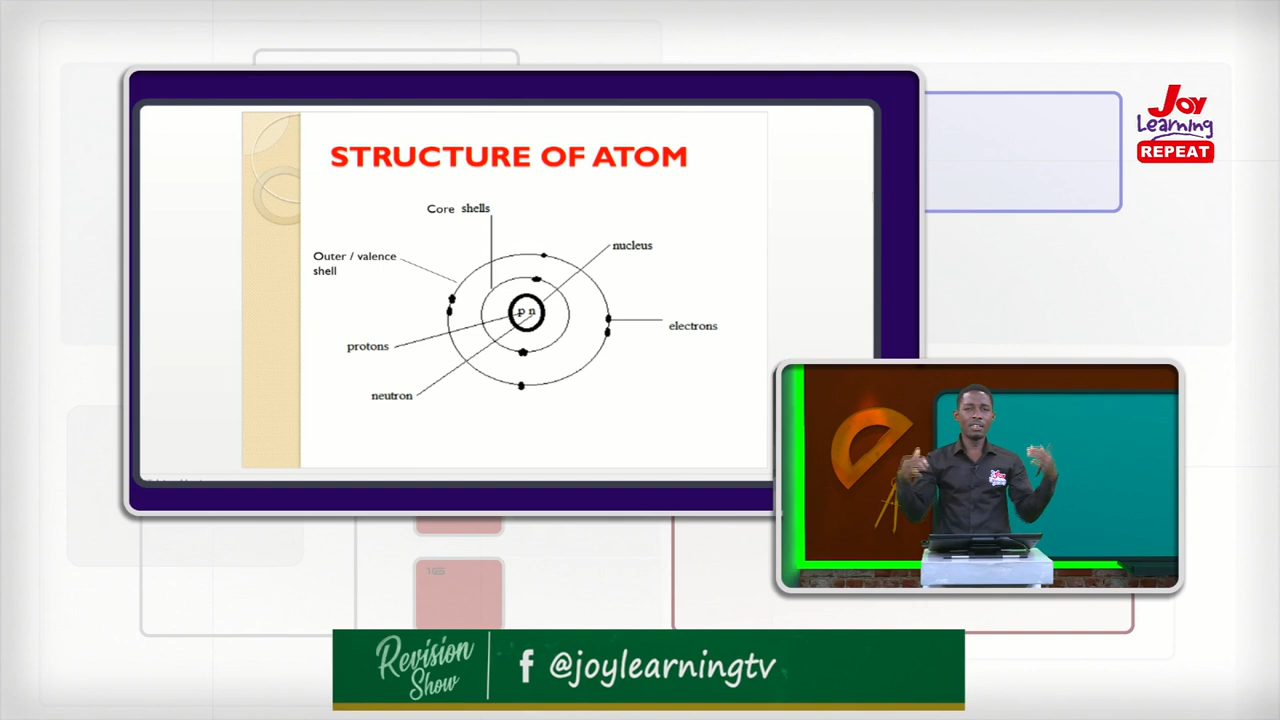 Joy
Learning
REPEAT
STRUCTURE OF ATOM
Core shells
nucleus
Outer / valence
shell
p n
electrons
protons
neutron
Revision
Show
f @joylearningtv